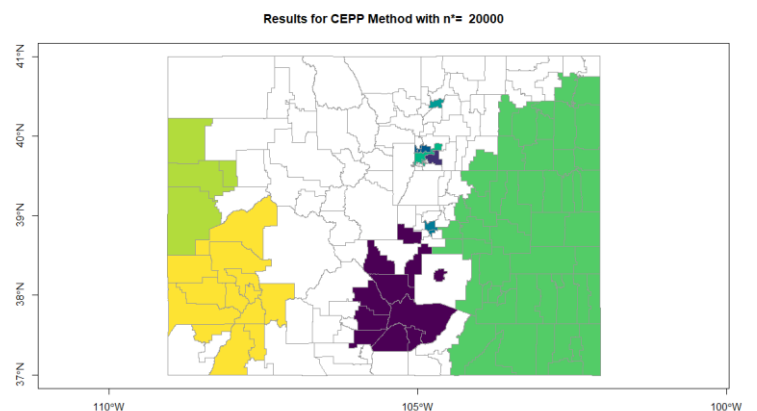 Results for CEPP Method with n*= 20000
41°N
40°N
39°N
38°N
37°N
110°W
105°W
100°W